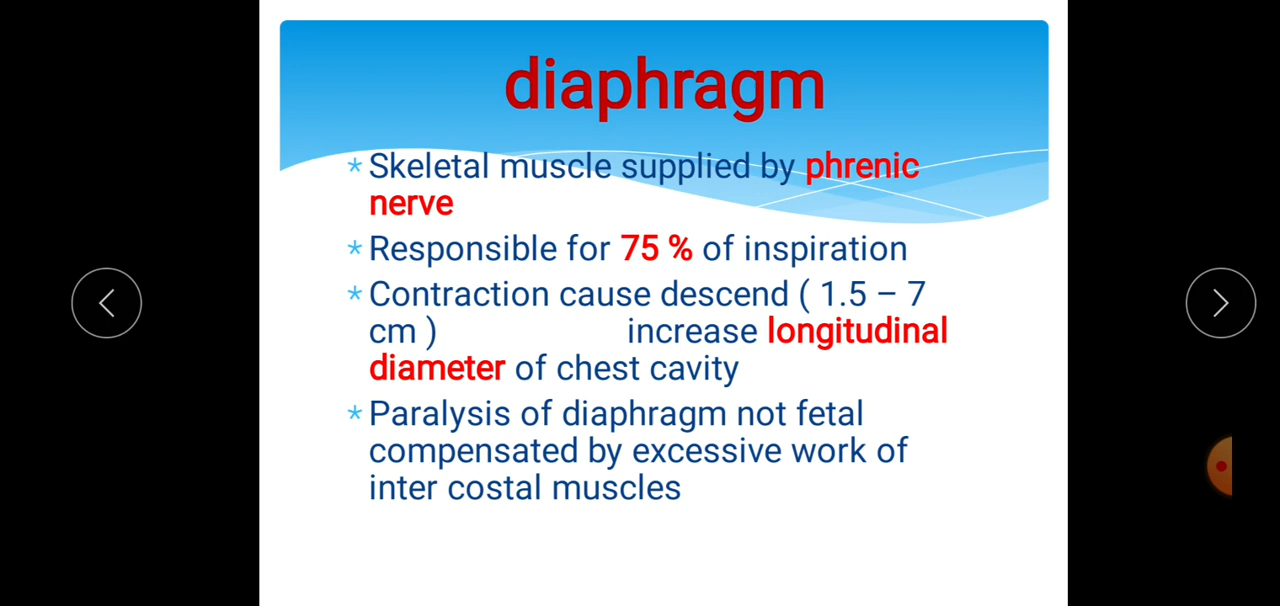 diaphragm
* Skeletal muscle supplied by phrenic
nerve
* Responsible for 75 % of inspiration
* Contraction cause descend ( 1.5 – 7
cm ) increase longitudinal
diameter of chest cavity
* Paralysis of diaphragm not fetal
compensated by excessive work of
inter costal muscles